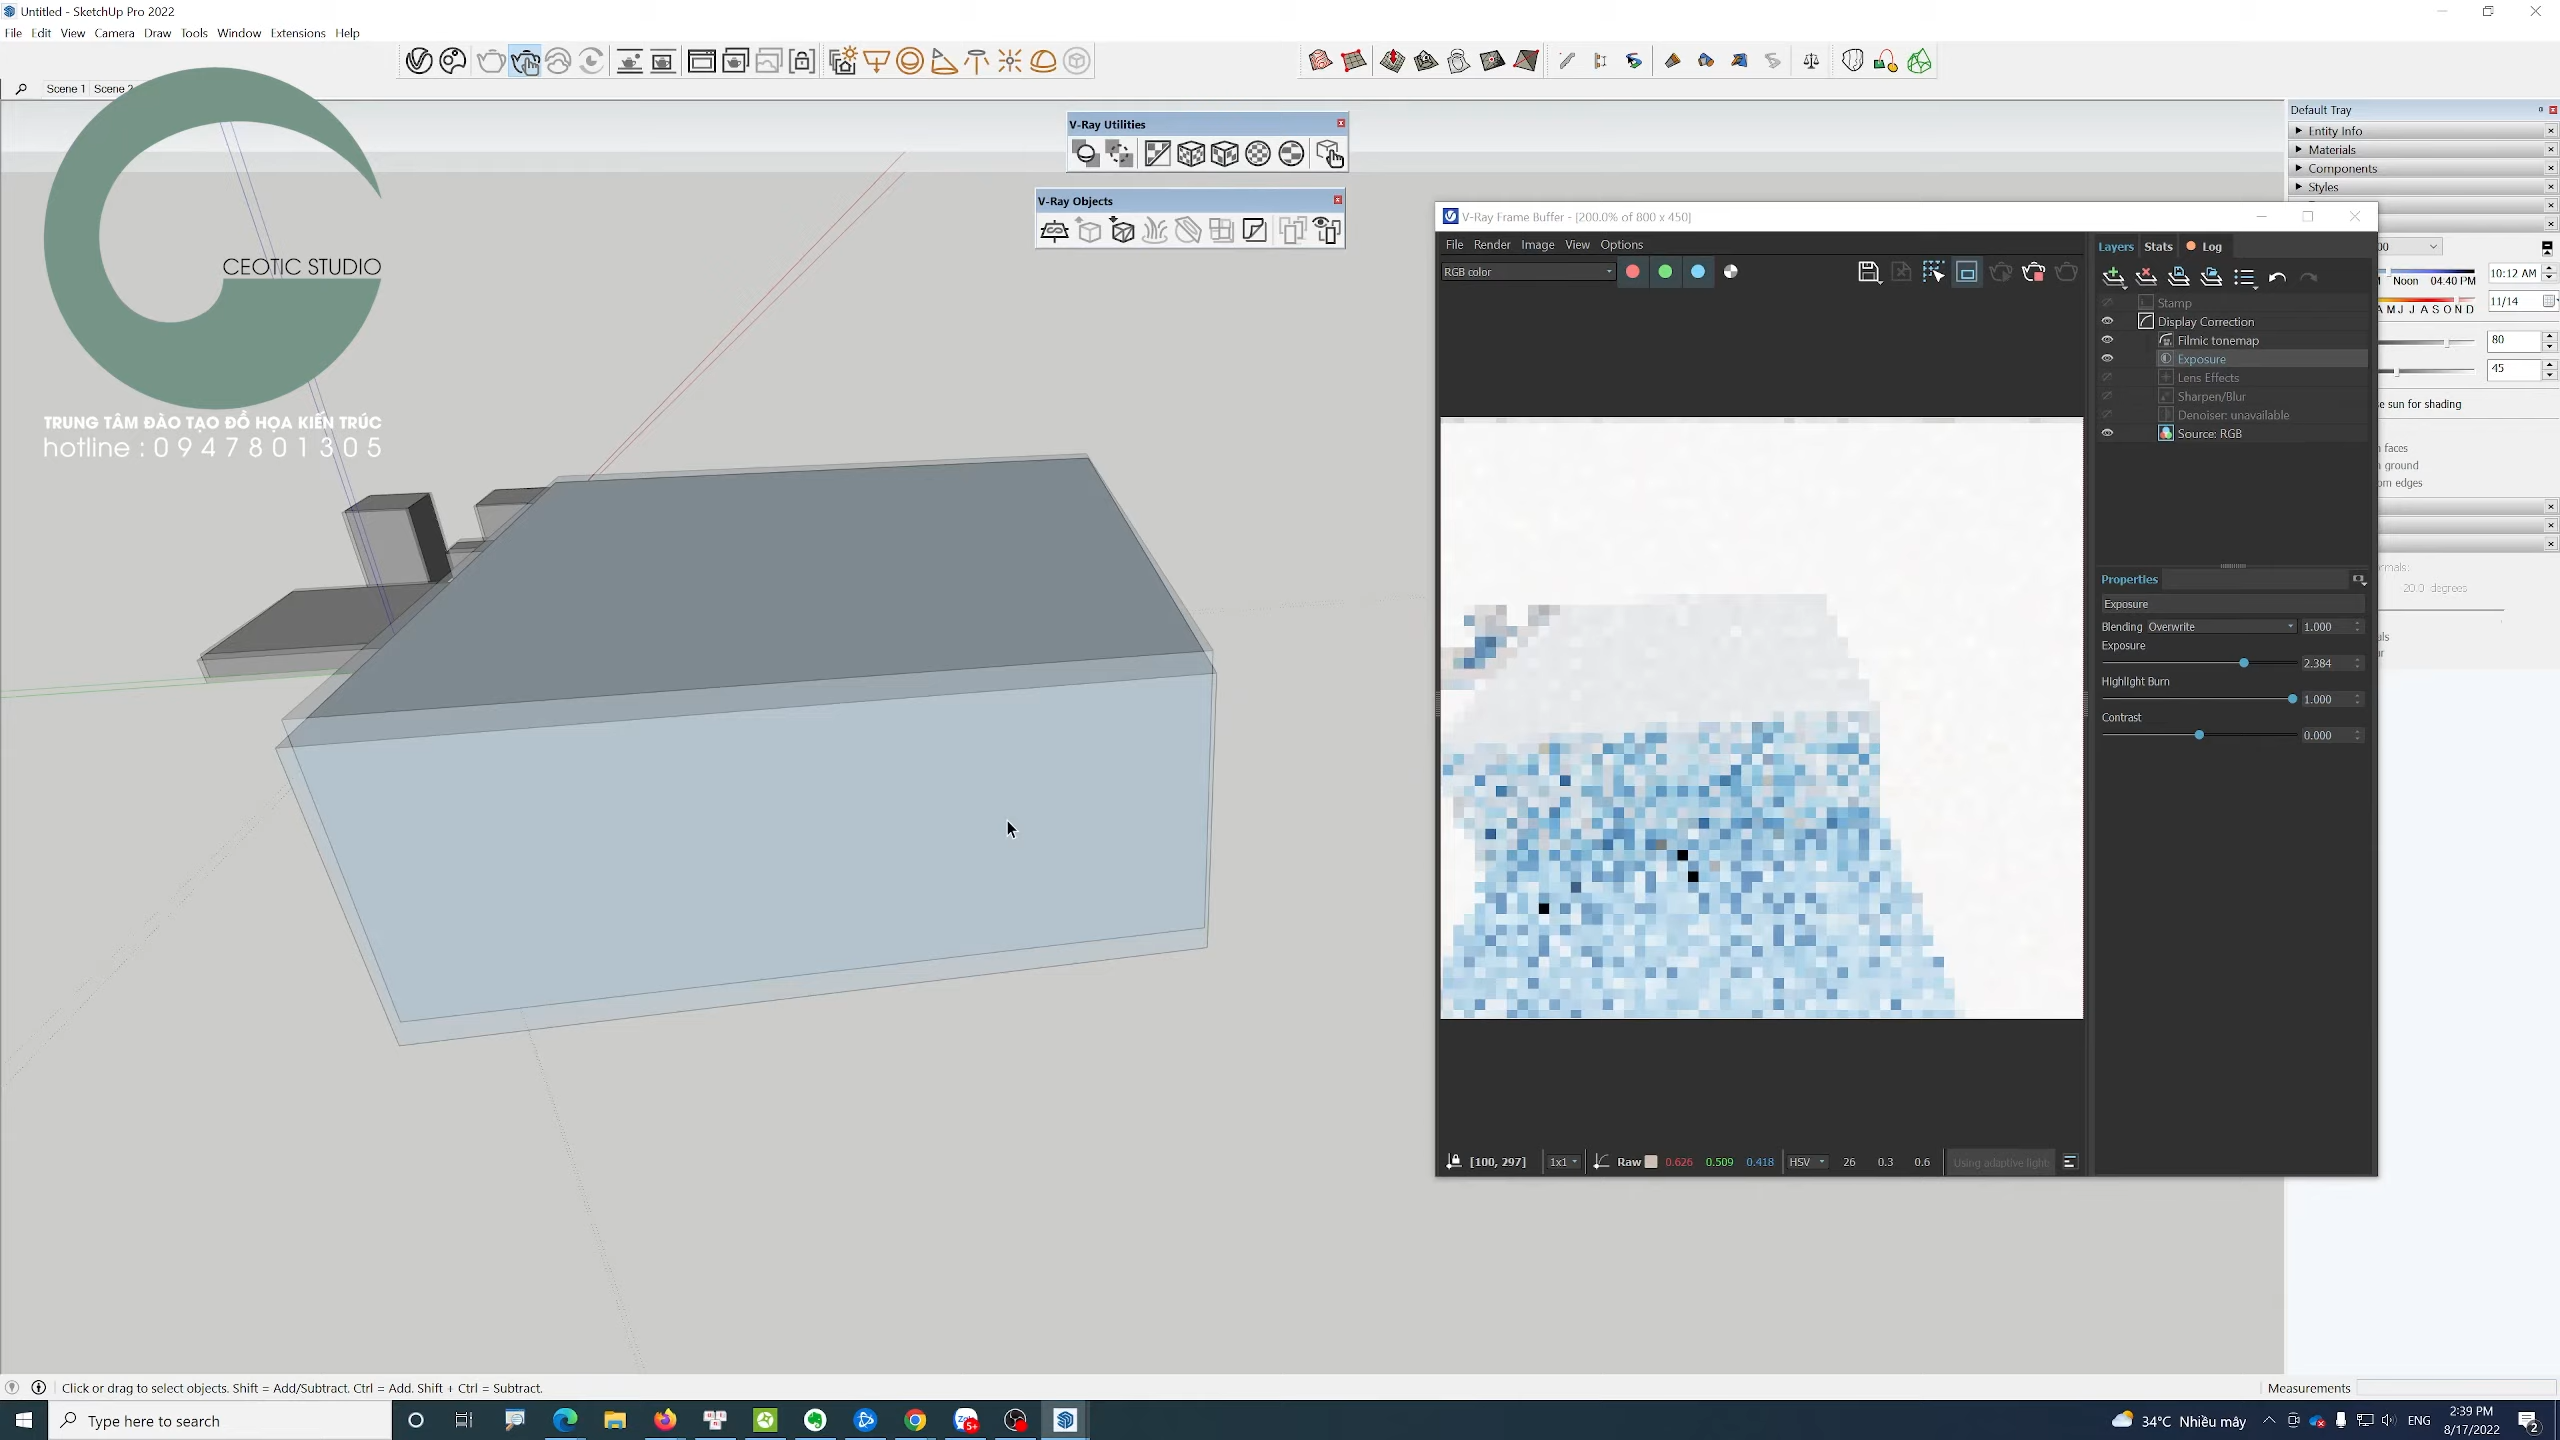 Untitled - SketchUp Pro 2022
File Edit View Camera Draw Tools Window Extensions Help
Scene 1 Scene 2
CEOTIC STUDIO
TRUNG TÂM ĐÀO TẠO ĐỒ HỌA KIẾN TRÚC
hotline : 0 9 4 7 8 0 1 3 0 5
V-Ray Utilities
V-Ray Objects
V-Ray Frame Buffer - [200.0% of 800 x 450]
File Render Image View Options
RGB color
Layers Stats Log
Stamp
Display Correction
Filmic tonemap
Exposure
Lens Effects
Sharpen/Blur
Denoiser: unavailable
Source: RGB
Properties
Exposure
Blending Overwrite 1.000
Exposure
2.384
Highlight Burn
1.000
Contrast
0.000
[100, 297] 1x1 Raw 0.626 0.509 0.418 HSV 26 0.3 0.6 Using adaptive light
Default Tray
Entity Info
Materials
Components
Styles
10:12 AM
Noon 04:40 PM
11/14
M J J A S O N D
80
45
sun for shading
faces
ground
edges
20.0 degrees
Click or drag to select objects. Shift = Add/Subtract. Ctrl = Add. Shift + Ctrl = Subtract.
Measurements
Type here to search
34°C Nhiều mây
ENG
2:39 PM
8/17/2022